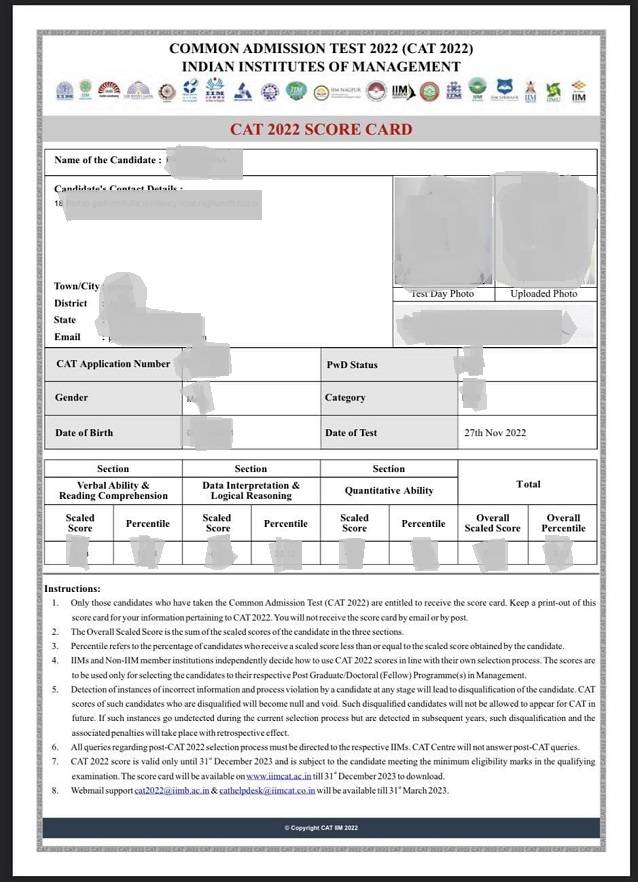 COMMON ADMISSION TEST 2022 (CAT 2022)
INDIAN INSTITUTES OF MANAGEMENT
IIM NAGPUR
CAT 2022 SCORE CARD
Name of the Candidate :
Candidate's Contact Details :
18
Test Day Photo Uploaded Photo
Town/City
District :
State
Email :
CAT Application Number PwD Status
Gender Category
Date of Birth Date of Test 27th Nov 2022
Section Section Section Total
Verbal Ability & Reading Comprehension Data Interpretation & Logical Reasoning Quantitative Ability
Scaled Score Percentile Scaled Score Percentile Scaled Score Percentile Overall Scaled Score Overall Percentile
Instructions:
1. Only those candidates who have taken the Common Admission Test (CAT 2022) are entitled to receive the score card. Keep a print-out of this
score card for your information pertaining to CAT 2022. You will not receive the score card by email or by post.
2. The Overall Scaled Score is the sum of the scaled scores of the candidate in the three sections.
3. Percentile refers to the percentage of candidates who receive a scaled score less than or equal to the scaled score obtained by the candidate.
4. IIMs and Non-IIM member institutions independently decide how to use CAT 2022 scores in line with their own selection process. The scores are
to be used only for selecting the candidates to their respective Post Graduate/Doctoral (Fellow) Programme(s) in Management.
5. Detection of instances of incorrect information and process violation by a candidate at any stage will lead to disqualification of the candidate. CAT
scores of such candidates who are disqualified will become null and void. Such disqualified candidates will not be allowed to appear for CAT in
future. If such instances go undetected during the current selection process but are detected in subsequent years, such disqualification and the
associated penalties will take place with retrospective effect.
6. All queries regarding post-CAT 2022 selection process must be directed to the respective IIMs. CAT Centre will not answer post-CAT queries.
7. CAT 2022 score is valid only until 31st December 2023 and is subject to the candidate meeting the minimum eligibility marks in the qualifying
examination. The score card will be available on www.iimcat.ac.in till 31st December 2023 to download.
8. Webmail support cat2022@iimb.ac.in & cathelpdesk@iimcat.co.in will be available till 31st March 2023.
© Copyright CAT IIM 2022